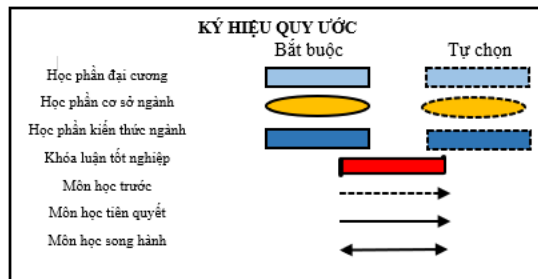 KÝ HIỆU QUY ƯỚC
Bắt buộc Tự chọn
Học phần đại cương
Học phần cơ sở ngành
Học phần kiến thức ngành
Khóa luận tốt nghiệp
Môn học trước
Môn học tiên quyết
Môn học song hành